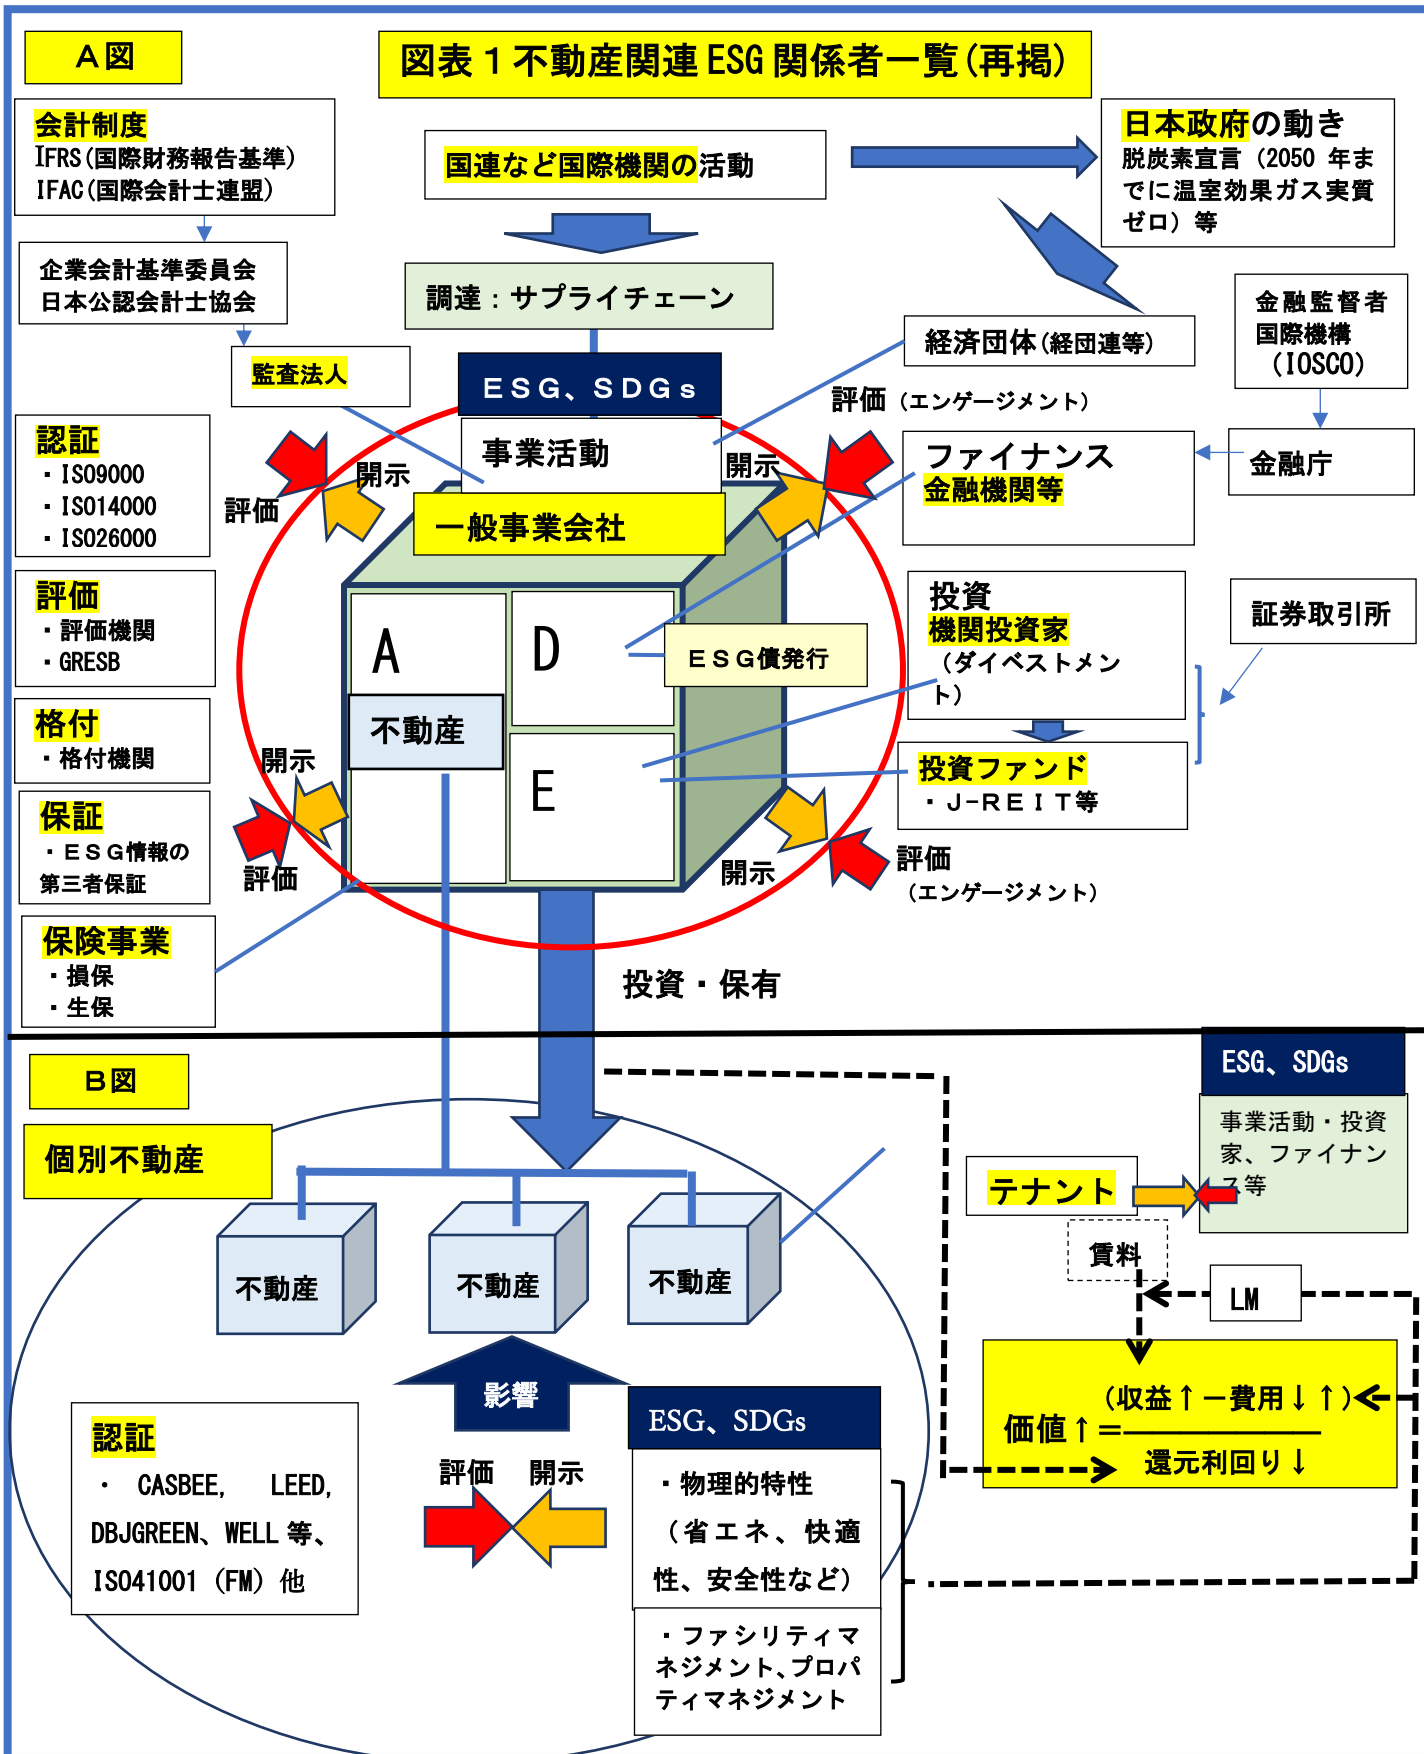 A図
図表１不動産関連 ESG 関係者一覧(再掲)
会計制度
IFRS(国際財務報告基準)
IFAC(国際会計士連盟)
国連など国際機関の活動
日本政府の動き
脱炭素宣言（2050 年ま
でに温室効果ガス実質
ゼロ）等
企業会計基準委員会
日本公認会計士協会
調達：サプライチェーン
金融監督者
国際機構
（IOSCO）
経済団体(経団連等)
監査法人
ＥＳＧ、ＳＤＧｓ
評価（エンゲージメント）
認証
・ISO9000
・ISO14000
・ISO26000
開示
評価
事業活動
開示
ファイナンス
金融機関等
金融庁
一般事業会社
評価
・評価機関
・GRESB
A
D
ＥＳＧ債発行
投資
機関投資家
（ダイベストメン
ト）
証券取引所
格付
・格付機関
不動産
開示
E
投資ファンド
・Ｊ-ＲＥＩＴ等
保証
・ＥＳＧ情報の
第三者保証
評価
開示
評価
（エンゲージメント）
保険事業
・損保
・生保
投資・保有
B図
個別不動産
ESG、SDGs
事業活動・投資
家、ファイナン
ス等
テナント
賃料
不動産
不動産
不動産
LM
影響
(収益↑－費用↓↑)
価値↑＝―――――――
還元利回り↓
認証
・ CASBEE, LEED,
DBJGREEN、WELL 等、
ISO41001（FM）他
評価
開示
ESG、SDGs
・物理的特性
（省エネ、快適
性、安全性など）
・ファシリティマ
ネジメント、プロパ
ティマネジメント